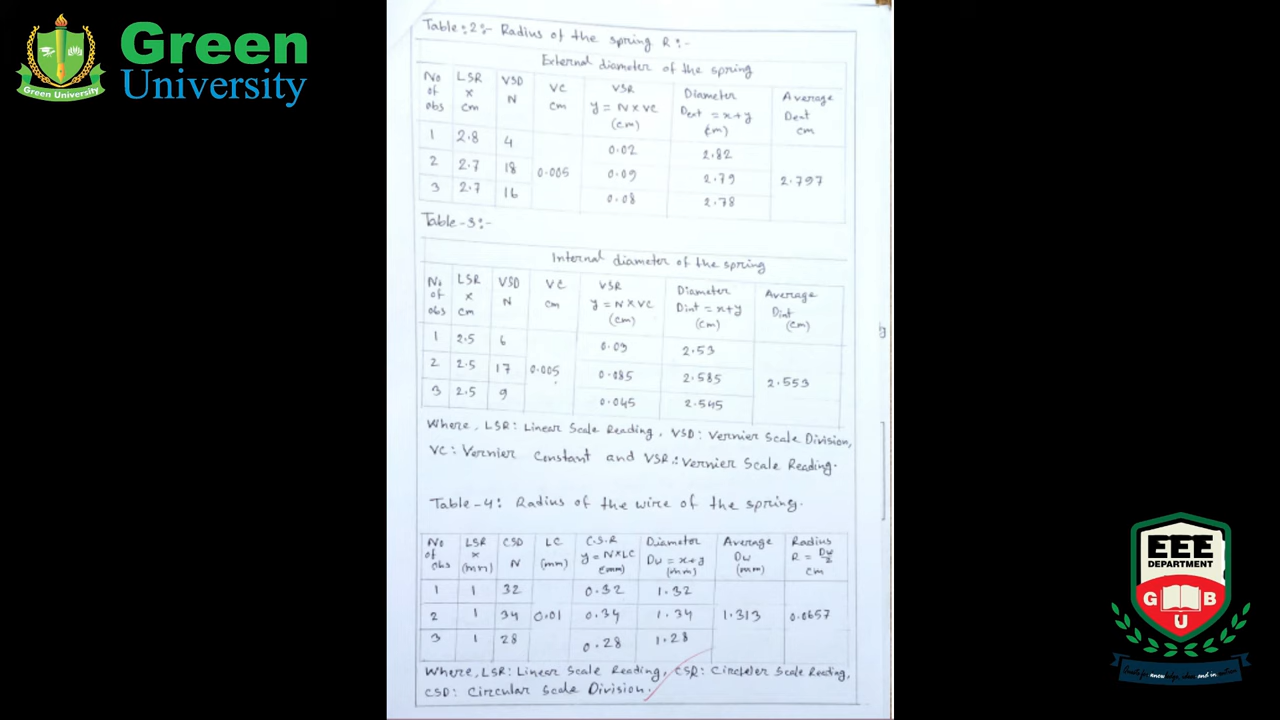 Green
University
Green University
Table:2:- Radius of the spring R:-
External diameter of the spring
No of obs LSR x cm VSD N VC cm VSR y = N x VC (cm) Diameter Dext = x+y (cm) Average Dext cm
1 2.8 4 0.02 2.82
2 2.7 18 0.005 0.09 2.79 2.797
3 2.7 16 0.08 2.78
Table-3:-
Internal diameter of the spring
No of obs LSR x cm VSD N VC cm VSR y = N x VC (cm) Diameter Dint = x+y (cm) Average Dint (cm)
1 2.5 6 0.03 2.53
2 2.5 17 0.005 0.085 2.585 2.553
3 2.5 9 0.045 2.545
Where, LSR: Linear Scale Reading, VSD: Vernier Scale Division,
VC: Vernier Constant and VSR: Vernier Scale Reading.
Table-4: Radius of the wire of the spring.
No of obs LSR x (mm) CSD N LC (mm) C.S.R y = N x LC (mm) Diameter Dw = x+y (mm) Average Dw (mm) Radius R = Dw/2 cm
1 1 32 0.32 1.32
2 1 34 0.01 0.34 1.34 1.313 0.0657
3 1 28 0.28 1.28
Where, LSR: Linear Scale Reading, CSR: Circuler Scale Reading,
CSD: Circular Scale Division.
EEE
DEPARTMENT
G U B